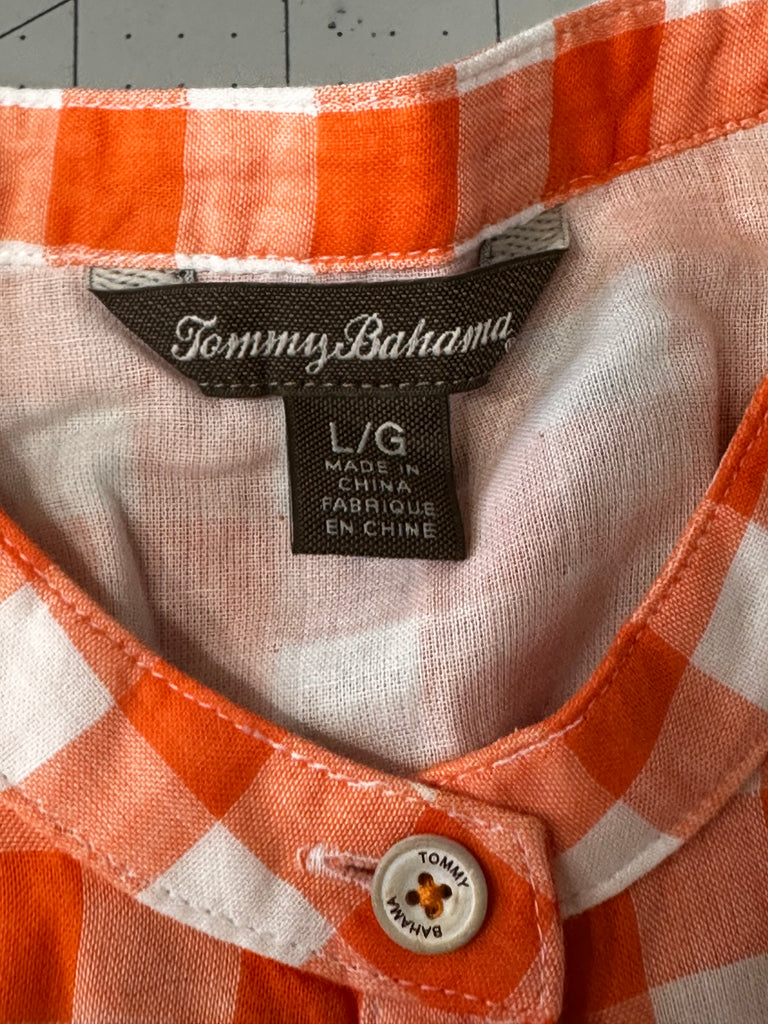 Tommy Bahama
L/G
MADE IN
CHINA
FABRIQUE
EN CHINE
TOMMY
BAHAMA